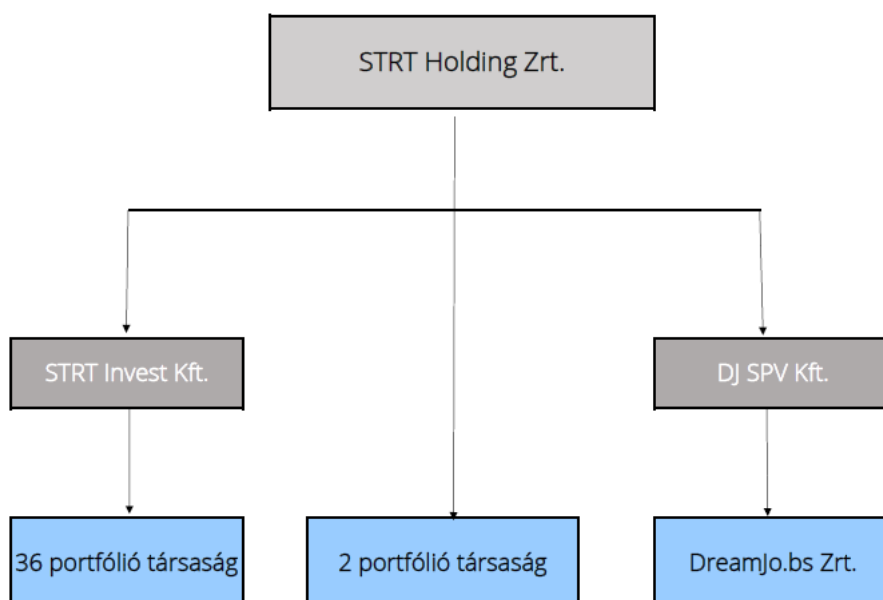 STRT Holding Zrt.
STRT Invest Kft.
DJ SPV Kft.
36 portfólió társaság
2 portfólió társaság
DreamJo.bs Zrt.